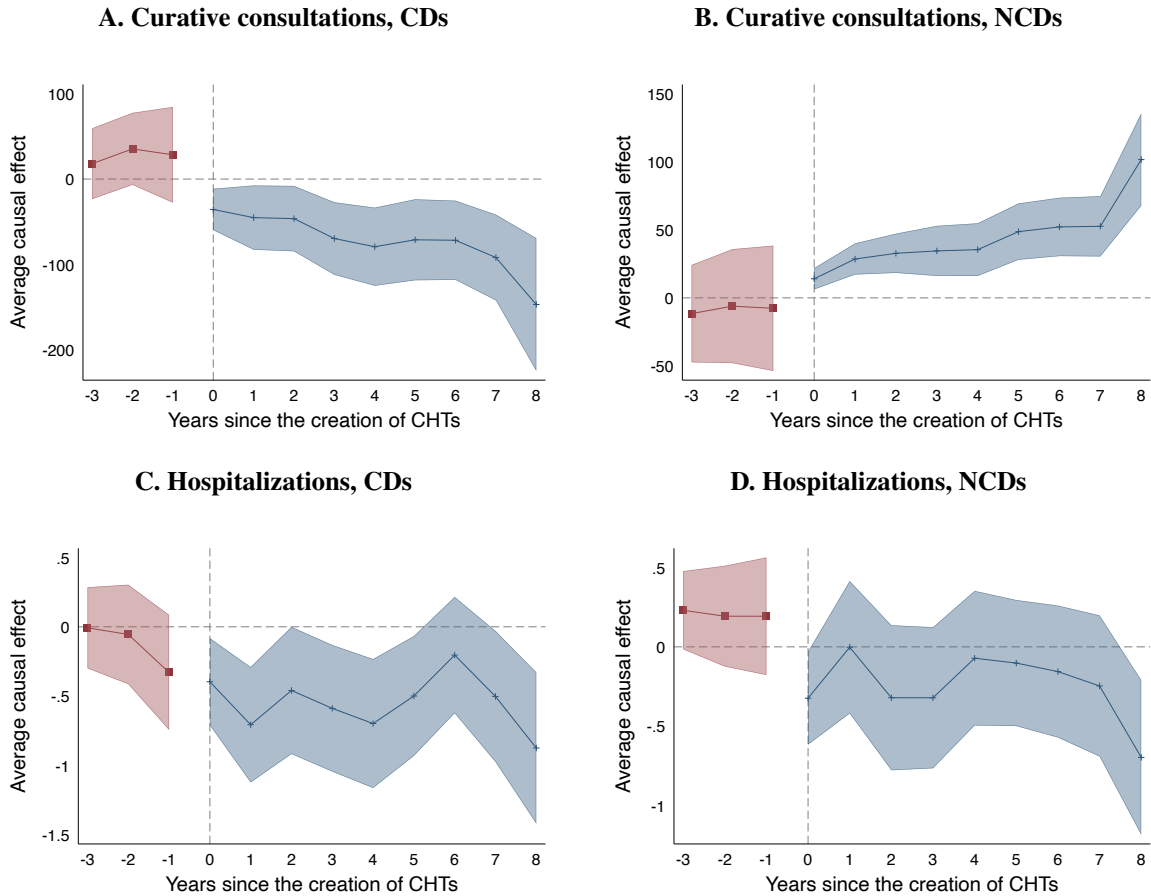 A. Curative consultations, CDs
100
0
-100
-200
Average causal effect
-3 -2 -1 0 1 2 3 4 5 6 7 8
Years since the creation of CHTs
B. Curative consultations, NCDs
150
100
50
0
-50
Average causal effect
-3 -2 -1 0 1 2 3 4 5 6 7 8
Years since the creation of CHTs
C. Hospitalizations, CDs
.5
0
-.5
-1
-1.5
Average causal effect
-3 -2 -1 0 1 2 3 4 5 6 7 8
Years since the creation of CHTs
D. Hospitalizations, NCDs
.5
0
-.5
-1
Average causal effect
-3 -2 -1 0 1 2 3 4 5 6 7 8
Years since the creation of CHTs